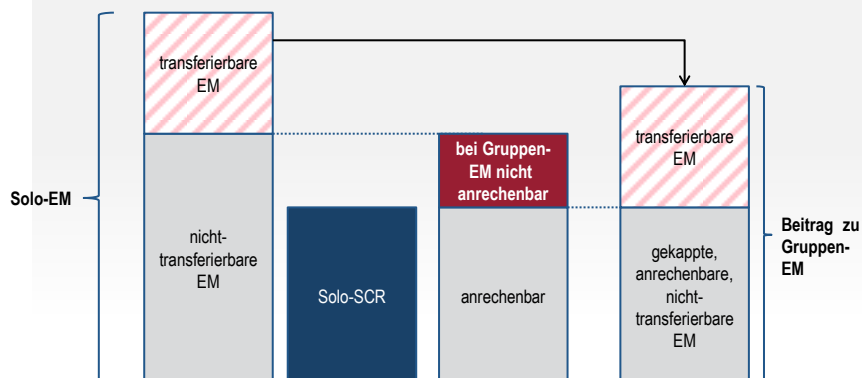 transferierbare
EM
Solo-EM
nicht-
transferierbare
EM
Solo-SCR
bei Gruppen-
EM nicht
anrechenbar
anrechenbar
transferierbare
EM
gekappte,
anrechenbare,
nicht-
transferierbare
EM
Beitrag zu
Gruppen-
EM